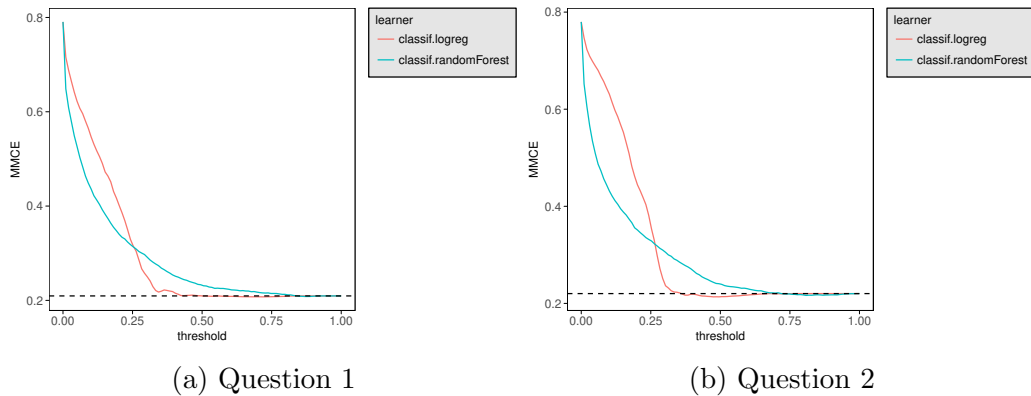 learner
classif.logreg
classif.randomForest
0.8
0.6
0.4
0.2
MMCE
0.00 0.25 0.50 0.75 1.00
threshold
(a) Question 1
learner
classif.logreg
classif.randomForest
0.8
0.6
0.4
0.2
MMCE
0.00 0.25 0.50 0.75 1.00
threshold
(b) Question 2